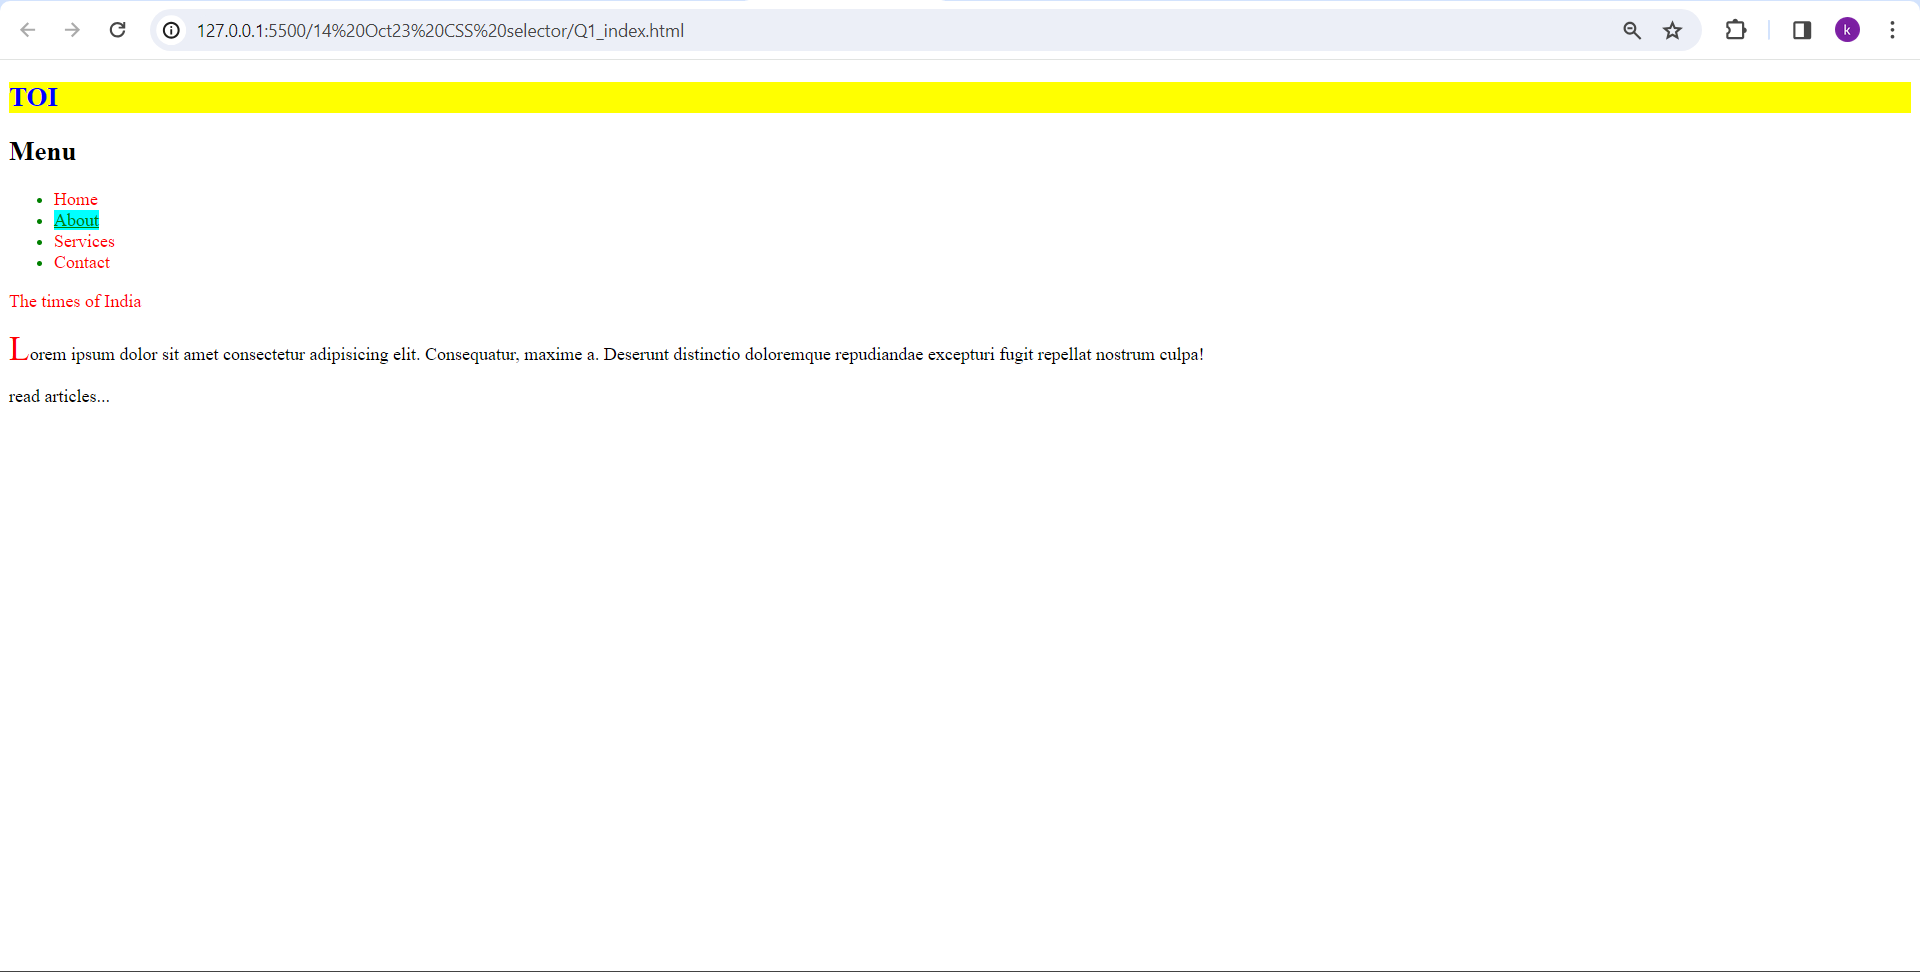 127.0.0.1:5500/14%20Oct23%20CSS%20selector/Q1_index.html
k
TOI
Menu
Home
About
Services
Contact
The times of India
Lorem ipsum dolor sit amet consectetur adipisicing elit. Consequatur, maxime a. Deserunt distinctio doloremque repudiandae excepturi fugit repellat nostrum culpa!
read articles...